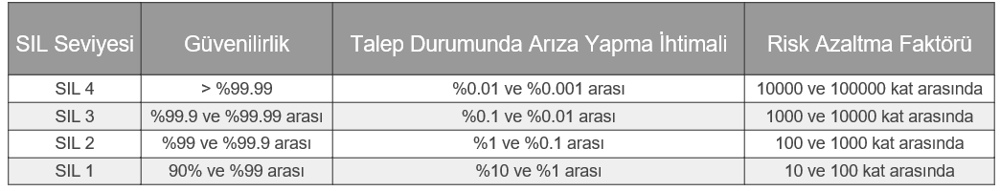 SIL Seviyesi Güvenilirlik Talep Durumunda Arıza Yapma İhtimali Risk Azaltma Faktörü
SIL 4 > %99.99 %0.01 ve %0.001 arası 10000 ve 100000 kat arasında
SIL 3 %99.9 ve %99.99 arası %0.1 ve %0.01 arası 1000 ve 10000 kat arasında
SIL 2 %99 ve %99.9 arası %1 ve %0.1 arası 100 ve 1000 kat arasında
SIL 1 90% ve %99 arası %10 ve %1 arası 10 ve 100 kat arasında